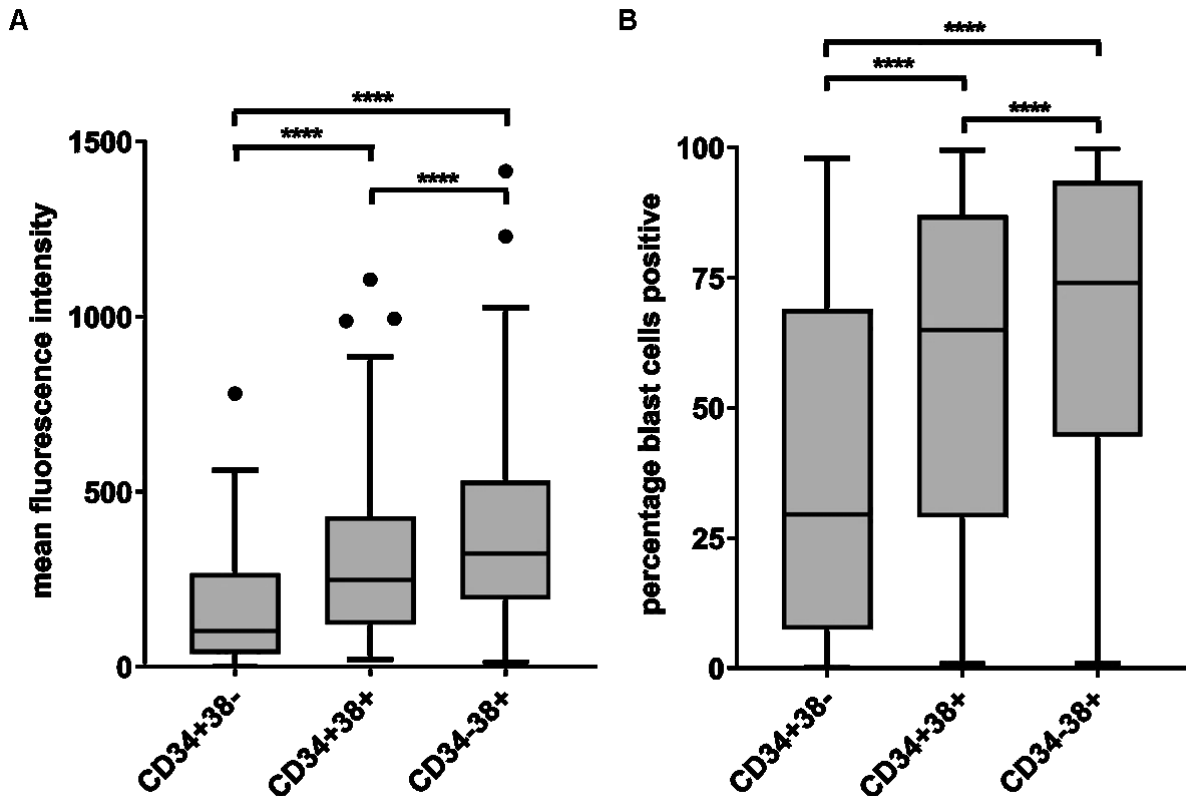 A
mean fluorescence intensity
1500
1000
500
0
****
****
****
CD34+38-
CD34+38+
CD34-38+
B
percentage blast cells positive
100
75
50
25
0
****
****
****
CD34+38-
CD34+38+
CD34-38+